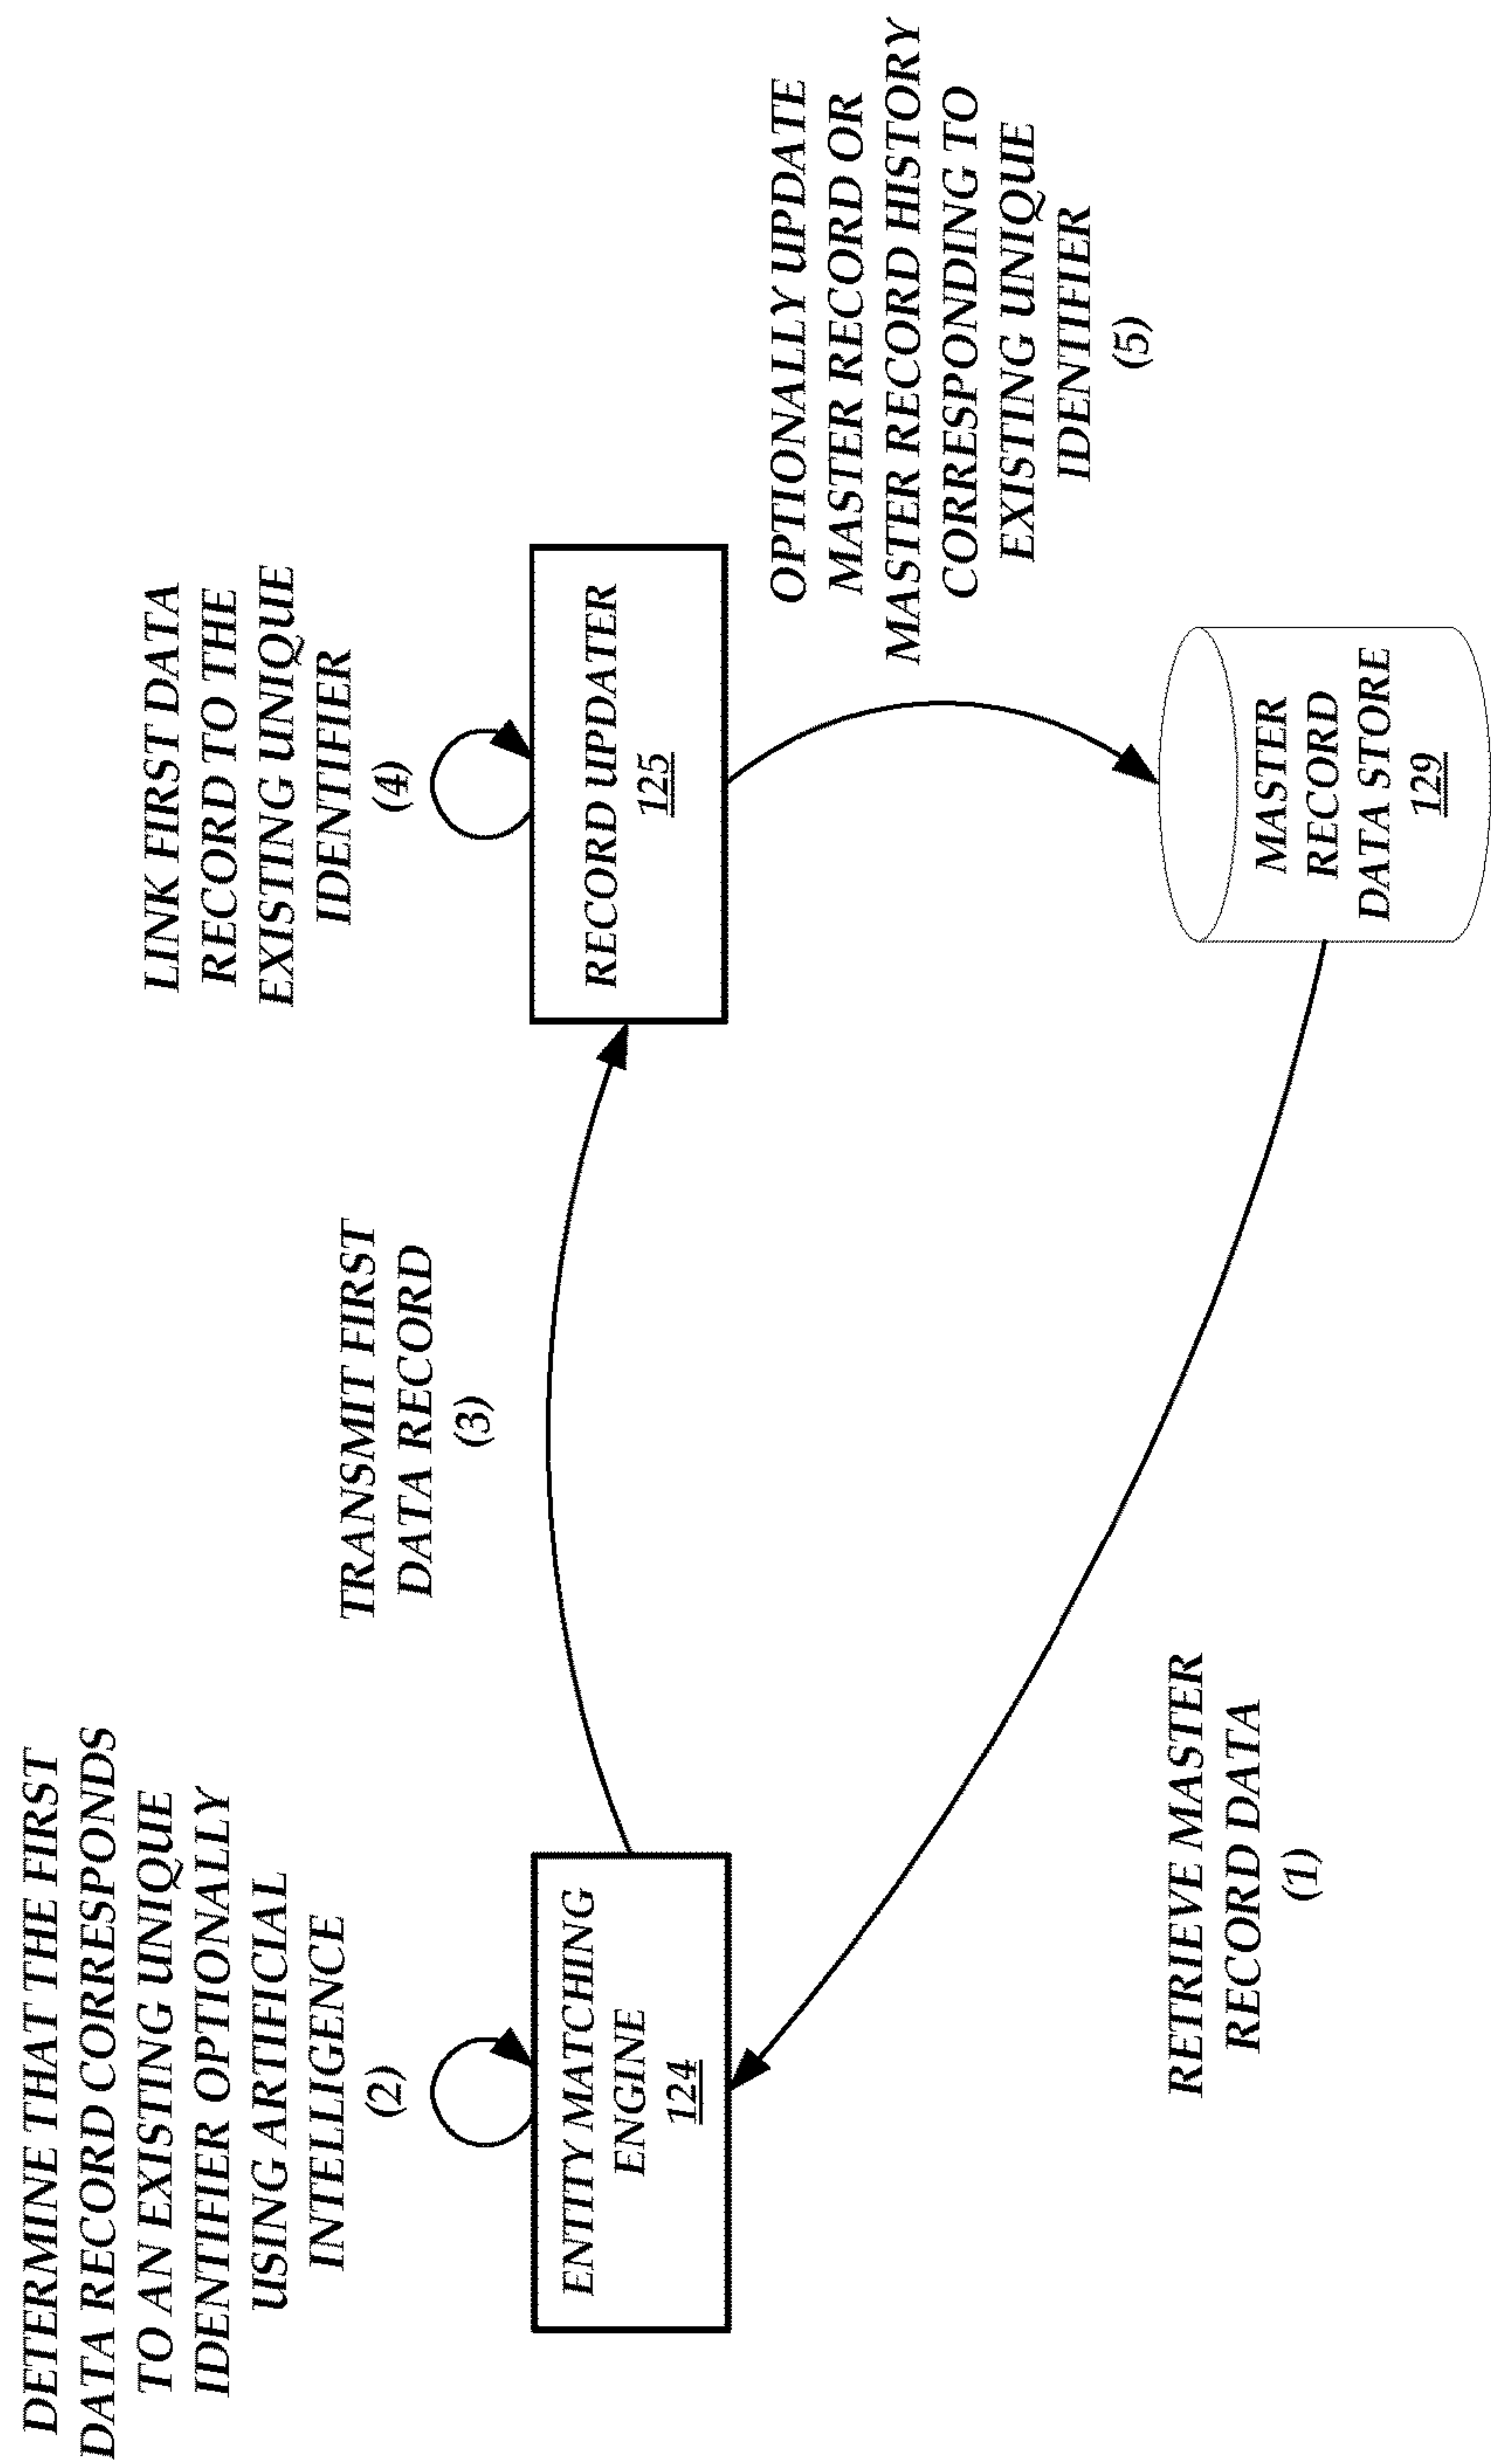 DETERMINE THAT THE FIRST
DATA RECORD CORRESPONDS
TO AN EXISTING UNIQUE
IDENTIFIER OPTIONALLY
USING ARTIFICIAL
INTELLIGENCE
(2)
ENTITY MATCHING
ENGINE
124
TRANSMIT FIRST
DATA RECORD
(3)
LINK FIRST DATA
RECORD TO THE
EXISTING UNIQUE
IDENTIFIER
(4)
RECORD UPDATER
125
OPTIONALLY UPDATE
MASTER RECORD OR
MASTER RECORD HISTORY
CORRESPONDING TO
EXISTING UNIQUE
IDENTIFIER
(5)
RETRIEVE MASTER
RECORD DATA
(1)
MASTER
RECORD
DATA STORE
129